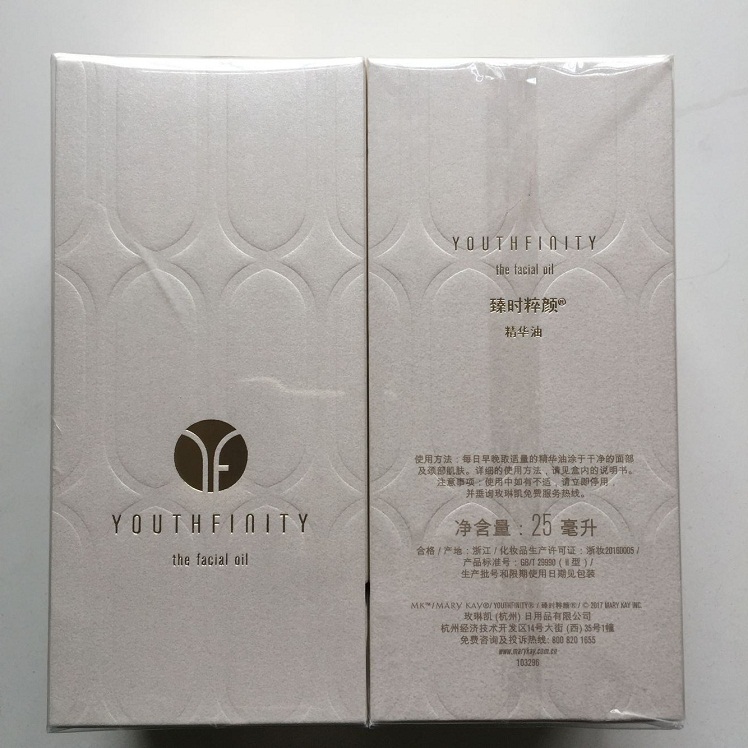 YF
YOUTHFINITY
the facial oil
YOUTHFINITY
the facial oil
臻时粹颜®
精华油
使用方法：每日早晚取适量的精华油涂于干净的面部
及颈部肌肤。详细的使用方法，请见盒内的说明书。
注意事项：使用中如有不适，请立即停用，
并垂询玫琳凯免费服务热线。
净含量：25 毫升
合格 / 产地：浙江 / 化妆品生产许可证：浙妆20160005 /
产品标准号：GB/T 29990（Ⅱ型）/
生产批号和限期使用日期见包装
MK™/MARY KAY®/ YOUTHFINITY® / 臻时粹颜® / © 2017 MARY KAY INC.
玫琳凯 (杭州) 日用品有限公司
杭州经济技术开发区14号大街 (西) 35号1幢
免费咨询及投诉热线: 800 820 1655
www.marykay.com.cn
103296